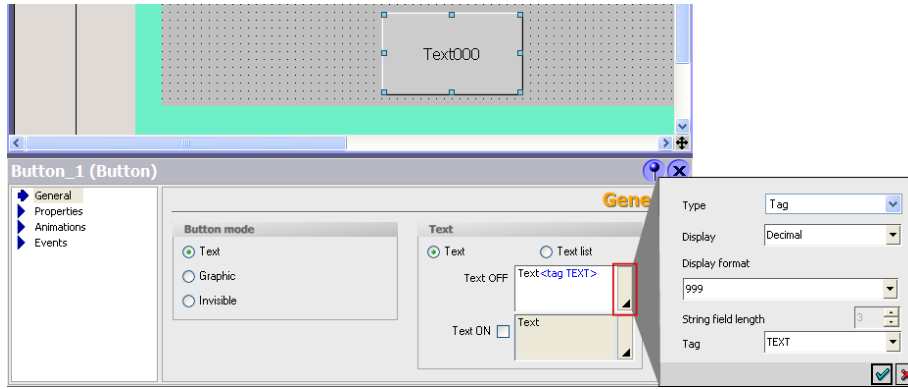 Text000
Button_1 (Button)
General
Properties
Animations
Events
Button mode
Text
Graphic
Invisible
Text
Text
Text list
Text OFF
Text<tag TEXT>
Text ON
Text
Type
Tag
Display
Decimal
Display format
999
String field length
3
Tag
TEXT